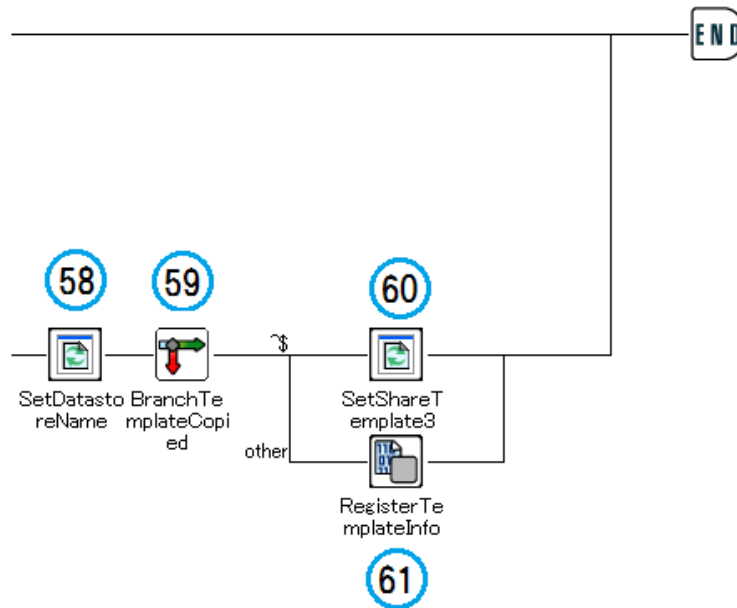 END
58
59
60
^$
SetDatasto
reName
BranchTe
mplateCopi
ed
SetShareT
emplate3
other
RegisterTe
mplateInfo
61